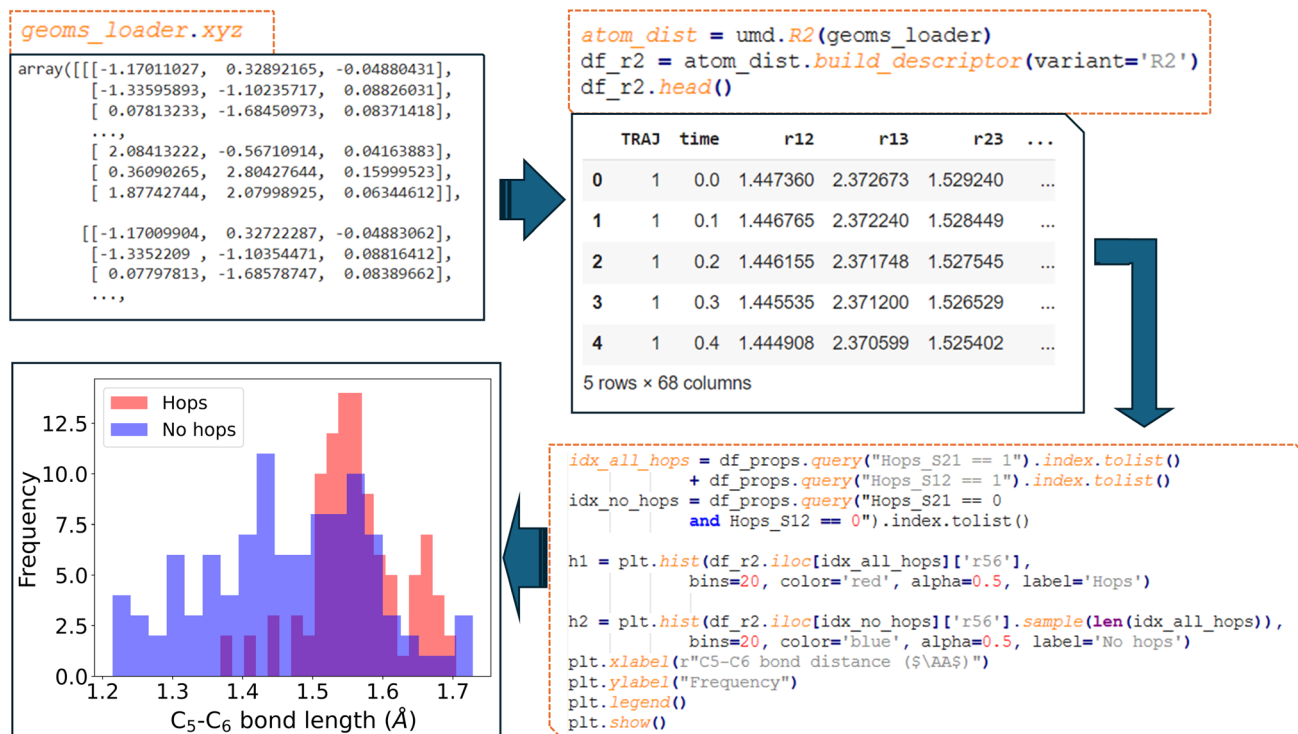 geoms_loader.xyz
array([[[-1.17011027, 0.32892165, -0.04880431],
[-1.33595893, -1.10235717, 0.08826031],
[ 0.07813233, -1.68450973, 0.08371418],
...,
[ 2.08413222, -0.56710914, 0.04163883],
[ 0.36090265, 2.80427644, 0.15999523],
[ 1.87742744, 2.07998925, 0.06344612]],
[[-1.17009904, 0.32722287, -0.04883062],
[-1.3352209 , -1.10354471, 0.08816412],
[ 0.07797813, -1.68578747, 0.08389662],
...,
atom_dist = umd.R2(geoms_loader)
df_r2 = atom_dist.build_descriptor(variant='R2')
df_r2.head()
TRAJ time r12 r13 r23 ...
0 1 0.0 1.447360 2.372673 1.529240 ...
1 1 0.1 1.446765 2.372240 1.528449 ...
2 1 0.2 1.446155 2.371748 1.527545 ...
3 1 0.3 1.445535 2.371200 1.526529 ...
4 1 0.4 1.444908 2.370599 1.525402 ...
5 rows × 68 columns
idx_all_hops = df_props.query("Hops_S21 == 1").index.tolist()
+ df_props.query("Hops_S12 == 1").index.tolist()
idx_no_hops = df_props.query("Hops_S21 == 0
and Hops_S12 == 0").index.tolist()
h1 = plt.hist(df_r2.iloc[idx_all_hops]['r56'],
bins=20, color='red', alpha=0.5, label='Hops')
h2 = plt.hist(df_r2.iloc[idx_no_hops]['r56'].sample(len(idx_all_hops)),
bins=20, color='blue', alpha=0.5, label='No hops')
plt.xlabel(r"C5-C6 bond distance ($\AA$)")
plt.ylabel("Frequency")
plt.legend()
plt.show()
Hops
No hops
Frequency
12.5
10.0
7.5
5.0
2.5
0.0
1.2 1.3 1.4 1.5 1.6 1.7
C₅-C₆ bond length (Å)